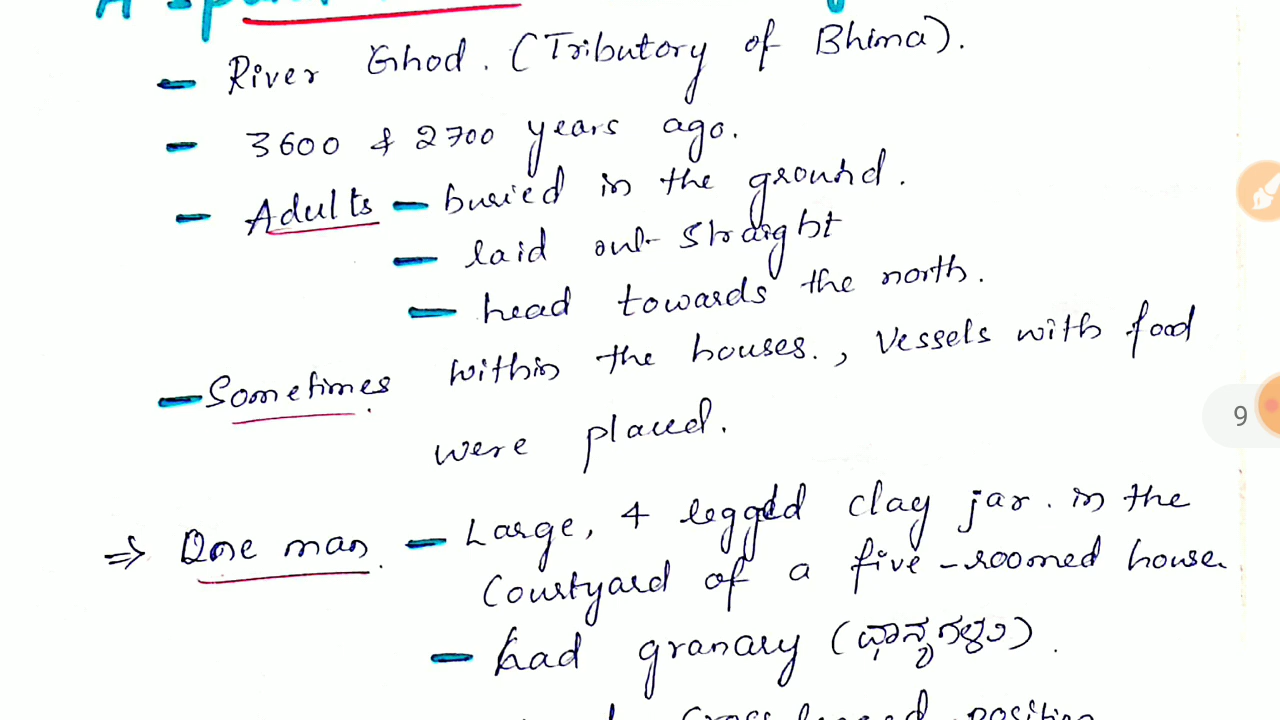 A
- River Ghod. (Tributory of Bhima).
- 3600 & 2700 years ago.
- Adults - buried in the ground.
- laid out straight
- head towards the north.
- Sometimes within the houses., vessels with food
were placed.
⇒ One man. - Large, 4 legged clay jar. in the
Courtyard of a five-roomed house.
- had granary (ಧಾನ್ಯಗಳು).
position
9